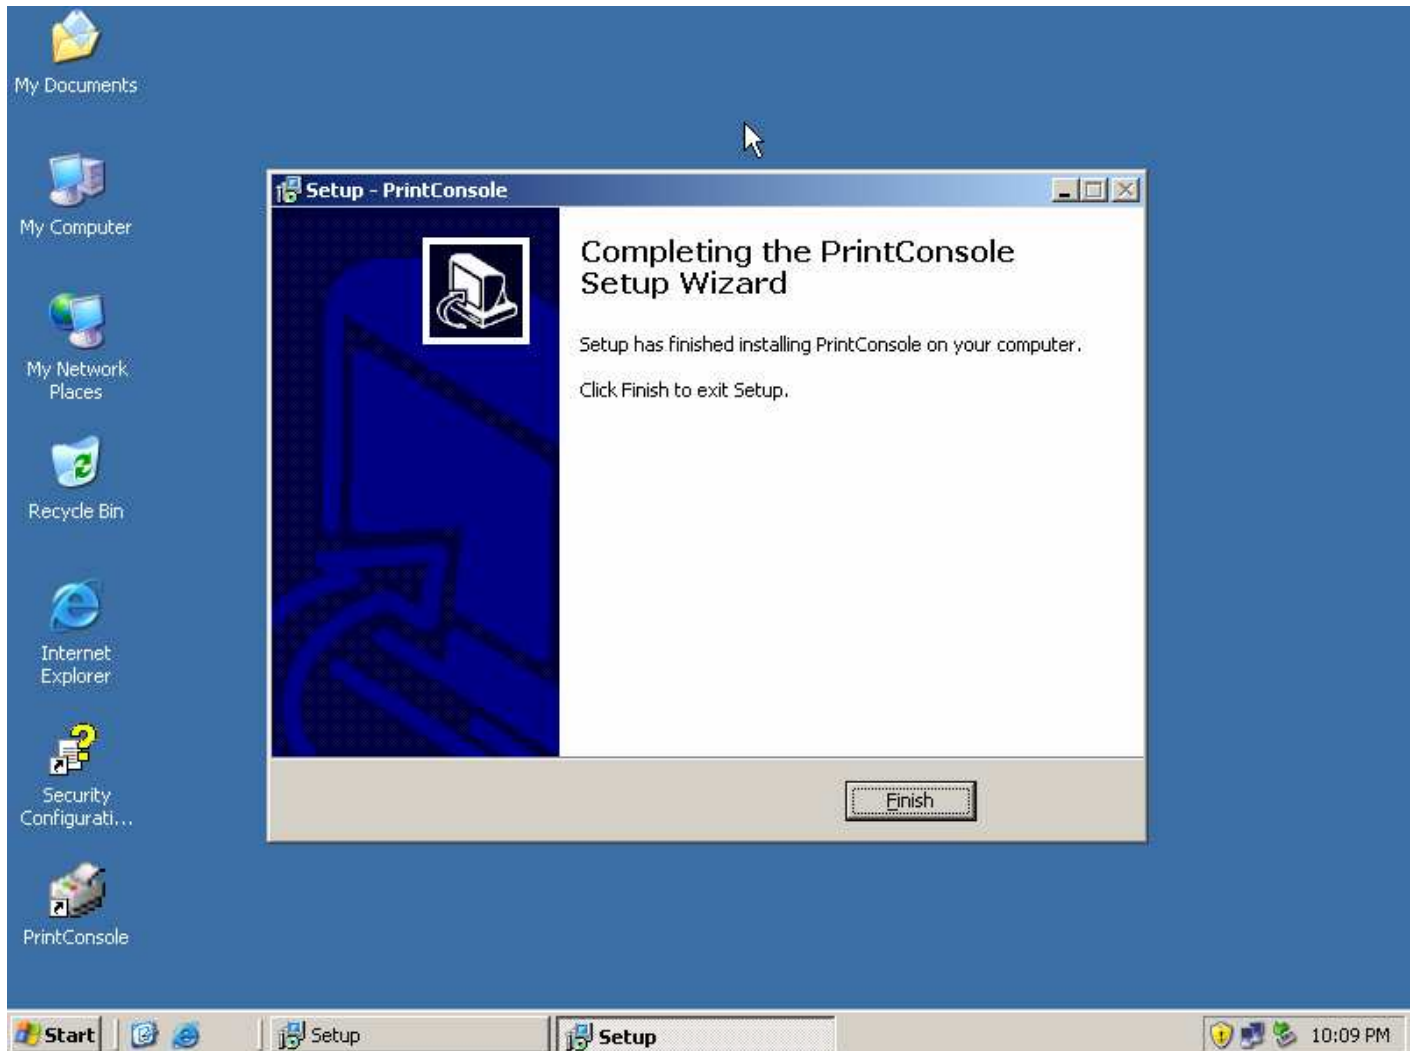 My Documents
My Computer
My Network
Places
Recycle Bin
Internet
Explorer
Security
Configurati...
PrintConsole
Setup - PrintConsole
Completing the PrintConsole
Setup Wizard
Setup has finished installing PrintConsole on your computer.
Click Finish to exit Setup.
Finish
Start
Setup
Setup
10:09 PM